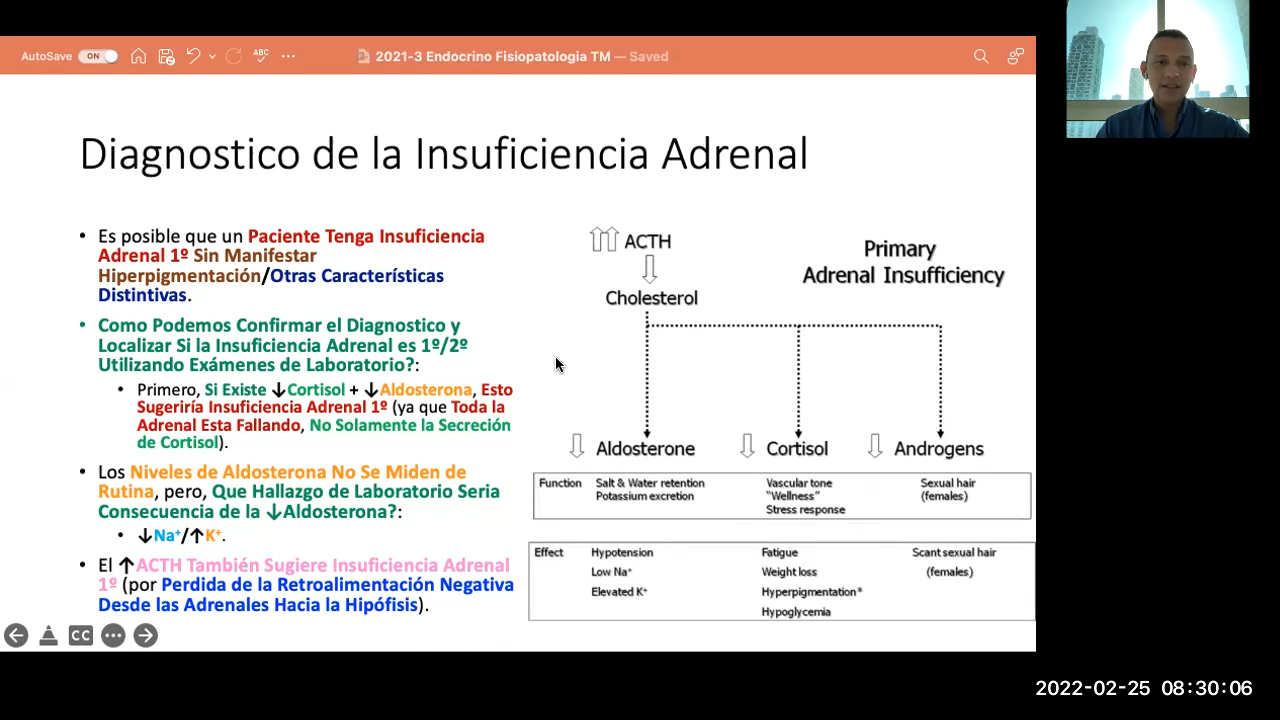 AutoSave ON ABC ... 2021-3 Endocrino Fisiopatologia TM — Saved
Diagnostico de la Insuficiencia Adrenal
• Es posible que un Paciente Tenga Insuficiencia
Adrenal 1º Sin Manifestar
Hiperpigmentación/Otras Características
Distintivas.
• Como Podemos Confirmar el Diagnostico y
Localizar Si la Insuficiencia Adrenal es 1º/2º
Utilizando Exámenes de Laboratorio?:
• Primero, Si Existe ↓Cortisol + ↓Aldosterona, Esto
Sugeriría Insuficiencia Adrenal 1º (ya que Toda la
Adrenal Esta Fallando, No Solamente la Secreción
de Cortisol).
• Los Niveles de Aldosterona No Se Miden de
Rutina, pero, Que Hallazgo de Laboratorio Seria
Consecuencia de la ↓Aldosterona?:
• ↓Na⁺/↑K⁺.
• El ↑ACTH También Sugiere Insuficiencia Adrenal
1º (por Perdida de la Retroalimentación Negativa
Desde las Adrenales Hacia la Hipófisis).
⇑⇑ ACTH
Primary
Adrenal Insufficiency
⇓
Cholesterol
⇓ Aldosterone ⇓ Cortisol ⇓ Androgens
Function Salt & Water retention Vascular tone Sexual hair
Potassium excretion "Wellness" (females)
Stress response
Effect Hypotension Fatigue Scant sexual hair
Low Na⁺ Weight loss (females)
Elevated K⁺ Hyperpigmentation*
Hypoglycemia
CC
2022-02-25 08:30:06